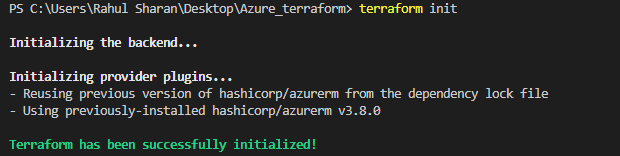 PS C:\Users\Rahul Sharan\Desktop\Azure_terraform> terraform init
Initializing the backend...
Initializing provider plugins...
- Reusing previous version of hashicorp/azurerm from the dependency lock file
- Using previously-installed hashicorp/azurerm v3.8.0
Terraform has been successfully initialized!